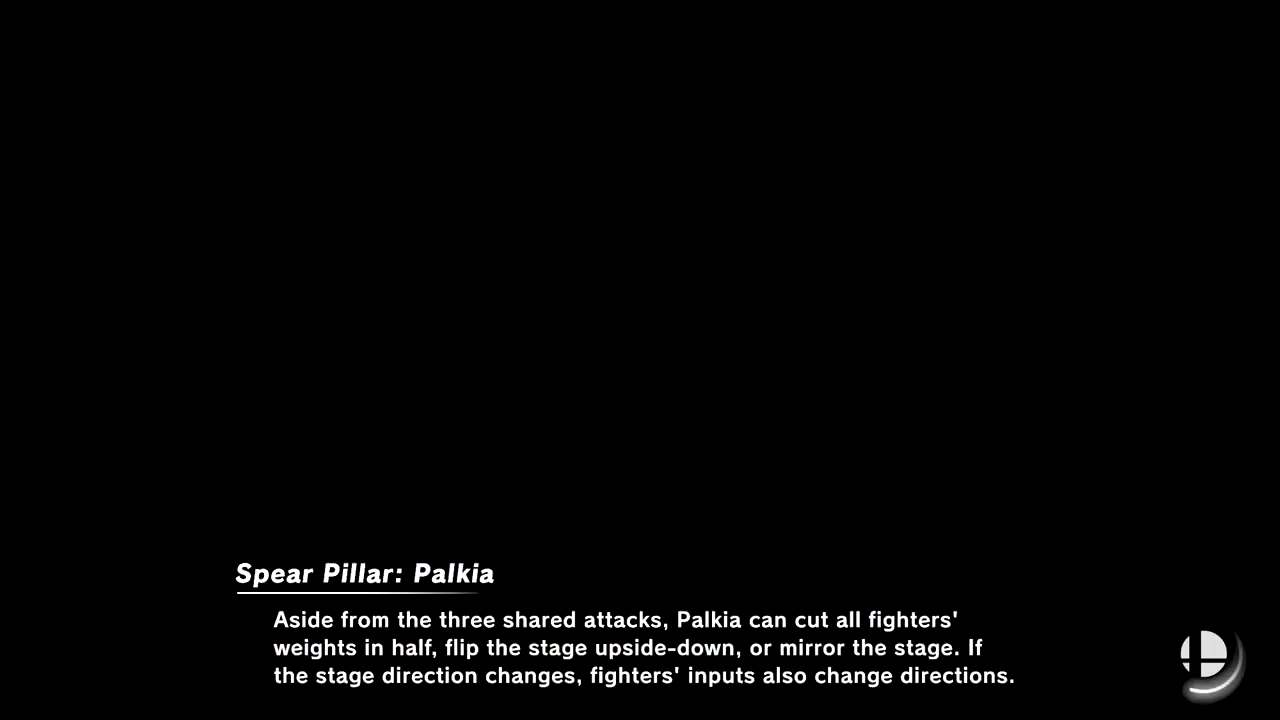 Spear Pillar: Palkia
Aside from the three shared attacks, Palkia can cut all fighters'
weights in half, flip the stage upside-down, or mirror the stage. If
the stage direction changes, fighters' inputs also change directions.